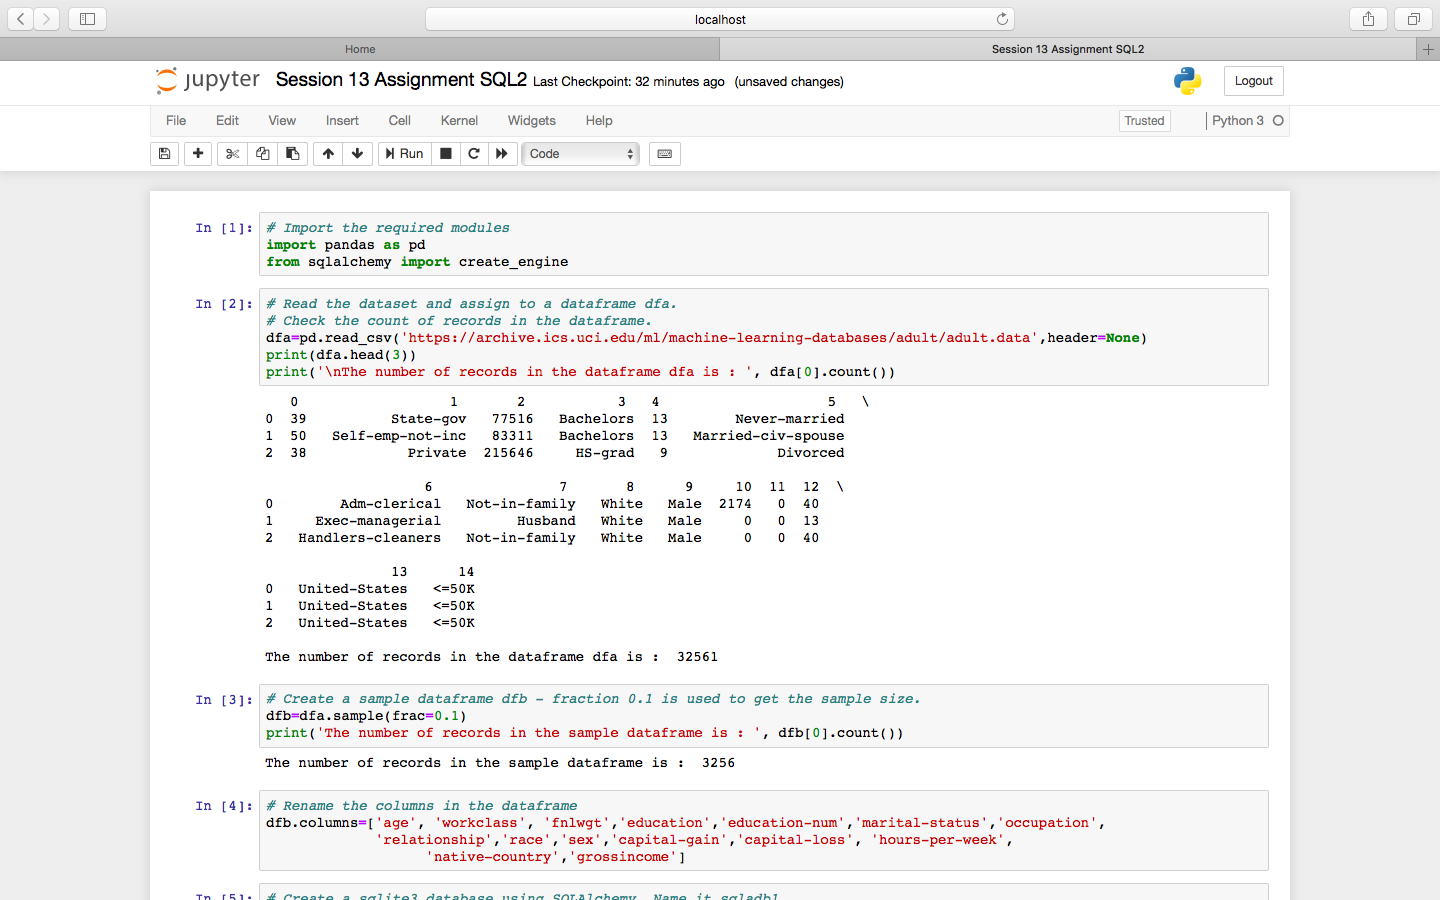 localhost
Home
Session 13 Assignment SQL2
jupyter Session 13 Assignment SQL2 Last Checkpoint: 32 minutes ago (unsaved changes)
Logout
File Edit View Insert Cell Kernel Widgets Help
Trusted
Python 3
Run
Code
In [1]: # Import the required modules
import pandas as pd
from sqlalchemy import create_engine
In [2]: # Read the dataset and assign to a dataframe dfa.
# Check the count of records in the dataframe.
dfa=pd.read_csv('https://archive.ics.uci.edu/ml/machine-learning-databases/adult/adult.data',header=None)
print(dfa.head(3))
print('\nThe number of records in the dataframe dfa is : ', dfa[0].count())
0 1 2 3 4 5 \
0 39 State-gov 77516 Bachelors 13 Never-married
1 50 Self-emp-not-inc 83311 Bachelors 13 Married-civ-spouse
2 38 Private 215646 HS-grad 9 Divorced
6 7 8 9 10 11 12 \
0 Adm-clerical Not-in-family White Male 2174 0 40
1 Exec-managerial Husband White Male 0 0 13
2 Handlers-cleaners Not-in-family White Male 0 0 40
13 14
0 United-States <=50K
1 United-States <=50K
2 United-States <=50K
The number of records in the dataframe dfa is : 32561
In [3]: # Create a sample dataframe dfb - fraction 0.1 is used to get the sample size.
dfb=dfa.sample(frac=0.1)
print('The number of records in the sample dataframe is : ', dfb[0].count())
The number of records in the sample dataframe is : 3256
In [4]: # Rename the columns in the dataframe
dfb.columns=['age', 'workclass', 'fnlwgt','education','education-num','marital-status','occupation',
'relationship','race','sex','capital-gain','capital-loss', 'hours-per-week',
'native-country','grossincome']
In [5]: # Create a sqlite3 database using SQLAlchemy. Name it sqladb1